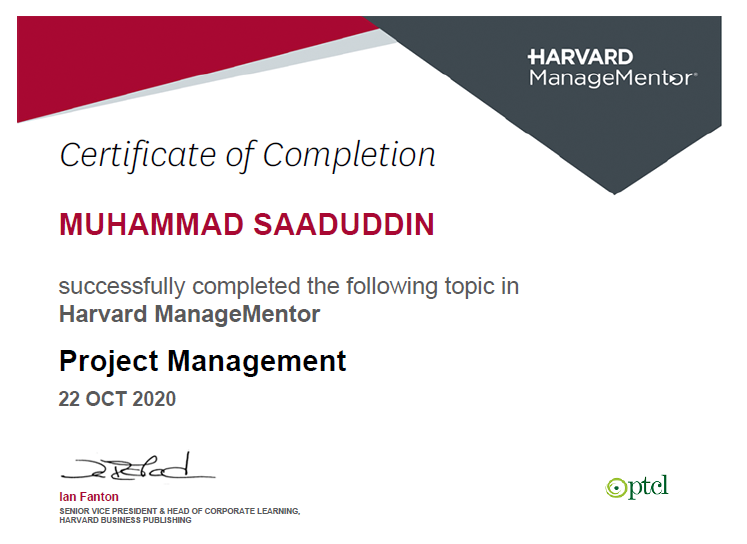 HARVARD
ManageMentor®
Certificate of Completion
MUHAMMAD SAADUDDIN
successfully completed the following topic in
Harvard ManageMentor
Project Management
22 OCT 2020
Ian Fanton
SENIOR VICE PRESIDENT & HEAD OF CORPORATE LEARNING,
HARVARD BUSINESS PUBLISHING
ptcl